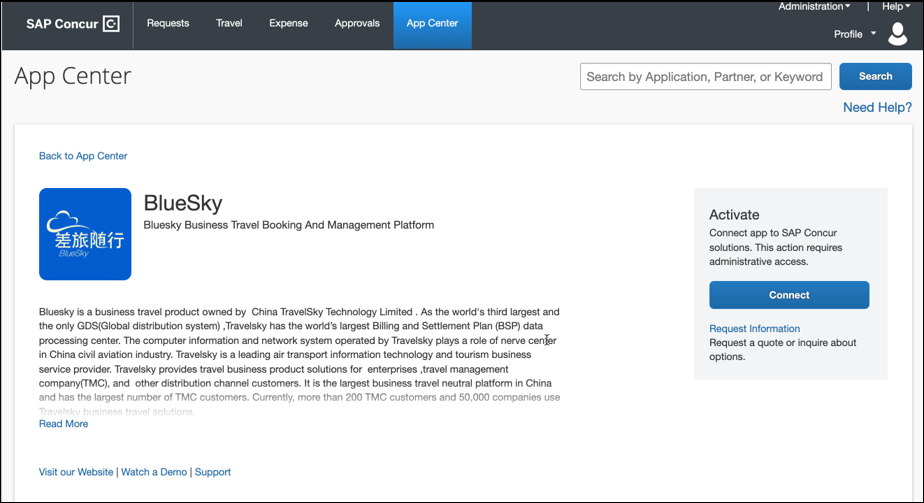 Administration | Help
SAP Concur C Requests Travel Expense Approvals App Center
Profile
App Center
Search by Application, Partner, or Keyword
Search
Need Help?
Back to App Center
差旅随行
BlueSky
BlueSky
Bluesky Business Travel Booking And Management Platform
Activate
Connect app to SAP Concur
solutions. This action requires
administrative access.
Connect
Request Information
Request a quote or inquire about
options.
Bluesky is a business travel product owned by China TravelSky Technology Limited . As the world's third largest and
the only GDS(Global distribution system) ,Travelsky has the world's largest Billing and Settlement Plan (BSP) data
processing center. The computer information and network system operated by Travelsky plays a role of nerve center
in China civil aviation industry. Travelsky is a leading air transport information technology and tourism business
service provider. Travelsky provides travel business product solutions for enterprises ,travel management
company(TMC), and other distribution channel customers. It is the largest business travel neutral platform in China
and has the largest number of TMC customers. Currently, more than 200 TMC customers and 50,000 companies use
Travelsky business travel solutions.
Read More
Visit our Website | Watch a Demo | Support